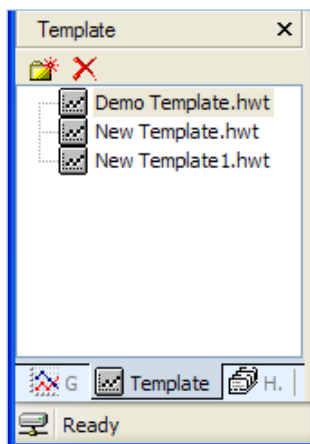 Template
Demo Template.hwt
New Template.hwt
New Template1.hwt
G Template H.
Ready